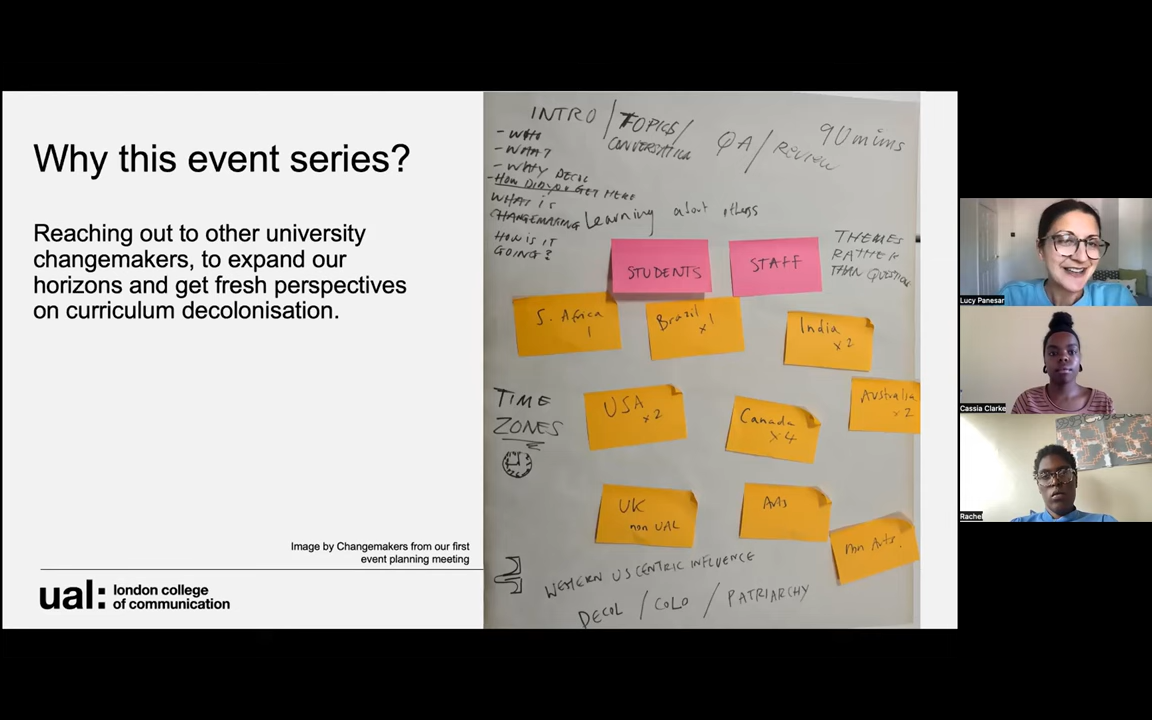 Why this event series?
Reaching out to other university
changemakers, to expand our
horizons and get fresh perspectives
on curriculum decolonisation.
Image by Changemakers from our first
event planning meeting
ual: london college
of communication
INTRO / TOPICS/
CONVERSATION
QA / REVIEW
90 mins
- WHO
- WHAT
- WHY DECOL
- HOW DID YOU GET HERE
WHAT IS
CHANGEMAKING
HOW IS IT
GOING?
Learning about others
STUDENTS
STAFF
THEMES
RATHER
THAN QUESTION
S. Africa
1
Brazil
x1
India
x2
TIME
ZONES
USA
x2
Canada
x4
Australia
x2
UK
non UAL
Arts
non Arts.
WESTERN US CENTRIC INFLUENCE
DECOL / COLO / PATRIARCHY
Lucy Panesar
Cassia Clarke
Rachel